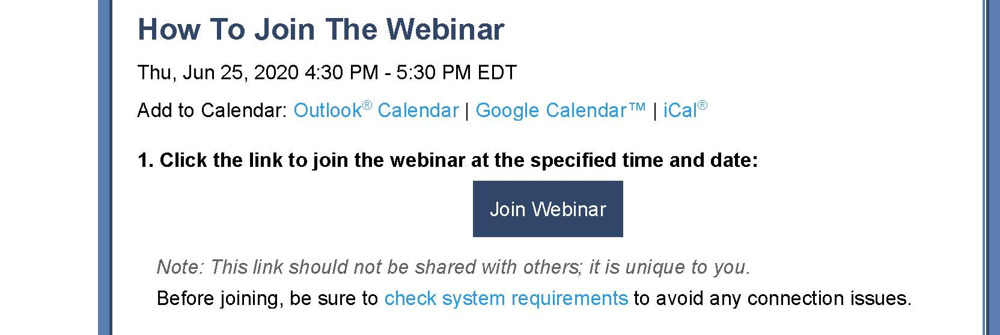 How To Join The Webinar
Thu, Jun 25, 2020 4:30 PM - 5:30 PM EDT
Add to Calendar: Outlook® Calendar | Google Calendar™ | iCal®
1. Click the link to join the webinar at the specified time and date:
Join Webinar
Note: This link should not be shared with others; it is unique to you.
Before joining, be sure to check system requirements to avoid any connection issues.